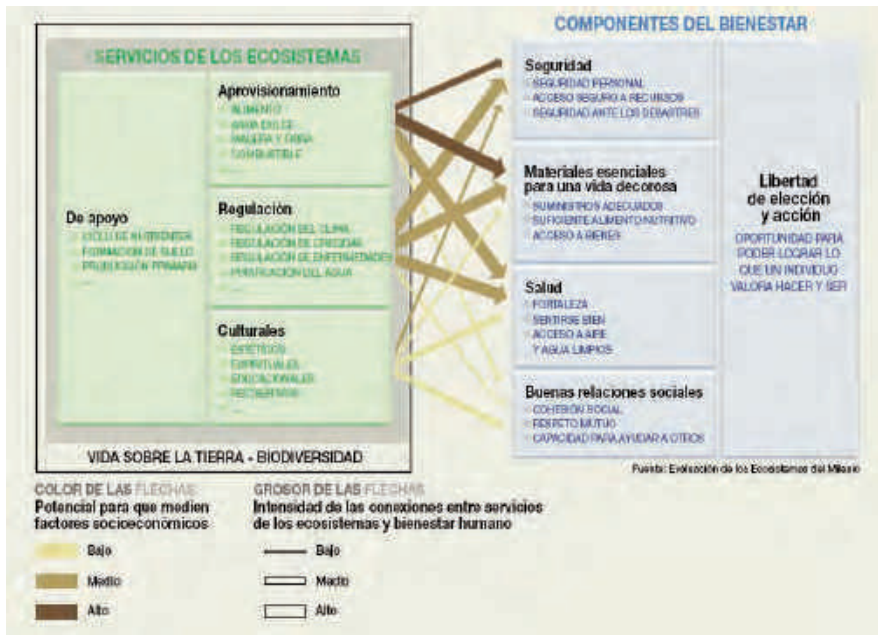 COMPONENTES DEL BIENESTAR
SERVICIOS DE LOS ECOSISTEMAS
De apoyo
CICLO DE NUTRIENTES
FORMACIÓN DE SUELO
PRODUCCIÓN PRIMARIA
...
Aprovisionamiento
ALIMENTO
AGUA DULCE
MADERA Y FIBRA
COMBUSTIBLE
...
Regulación
REGULACIÓN DEL CLIMA
REGULACIÓN DE CRECIDAS
REGULACIÓN DE ENFERMEDADES
PURIFICACIÓN DEL AGUA
...
Culturales
ESTÉTICOS
ESPIRITUALES
EDUCACIONALES
RECREATIVOS
...
VIDA SOBRE LA TIERRA - BIODIVERSIDAD
Seguridad
SEGURIDAD PERSONAL
ACCESO SEGURO A RECURSOS
SEGURIDAD ANTE LOS DESASTRES
Materiales esenciales
para una vida decorosa
SUMINISTROS ADECUADOS
SUFICIENTE ALIMENTO NUTRITIVO
ACCESO A BIENES
Salud
FORTALEZA
SENTIRSE BIEN
ACCESO A AIRE
Y AGUA LIMPIOS
Buenas relaciones sociales
COHESIÓN SOCIAL
RESPETO MUTUO
CAPACIDAD PARA AYUDAR A OTROS
Libertad
de elección
y acción
OPORTUNIDAD PARA
PODER LOGRAR LO
QUE UN INDIVIDUO
VALORA HACER Y SER
Fuente: Evaluación de los Ecosistemas del Milenio
COLOR DE LAS FLECHAS
Potencial para que medien
factores socioeconómicos
Bajo
Medio
Alto
GROSOR DE LAS FLECHAS
Intensidad de las conexiones entre servicios
de los ecosistemas y bienestar humano
Bajo
Medio
Alto